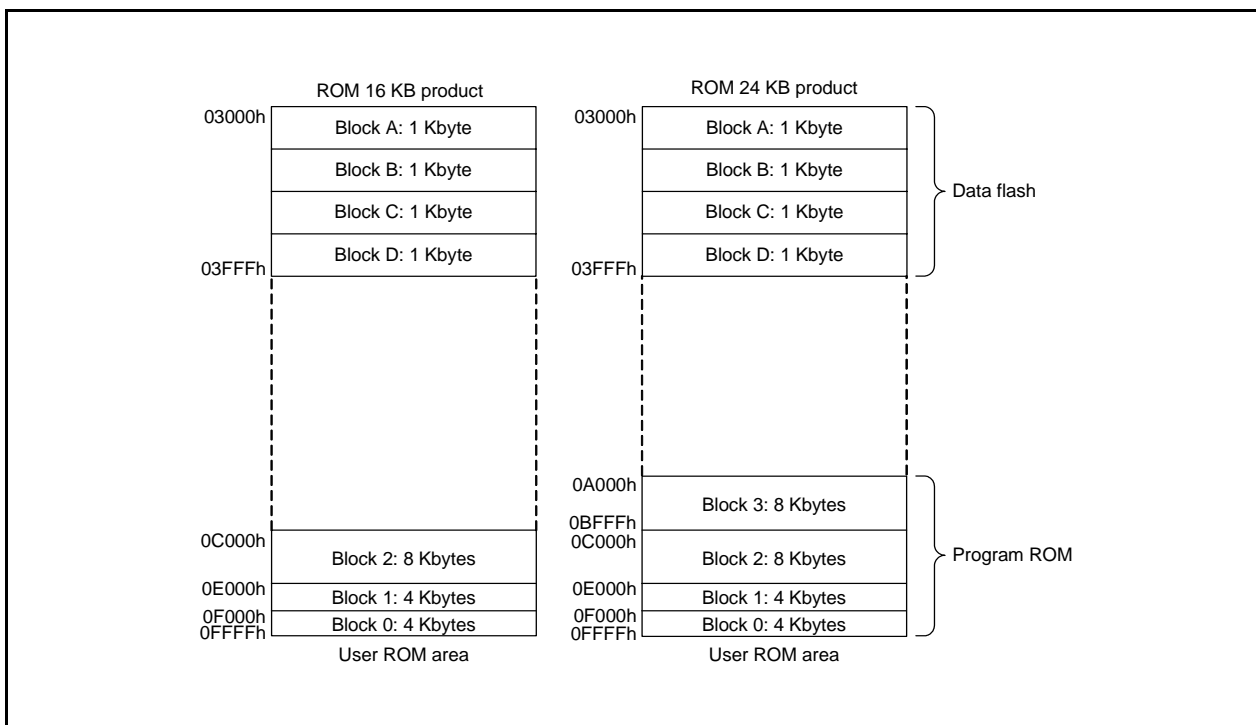 ROM 16 KB product
03000h
Block A: 1 Kbyte
Block B: 1 Kbyte
Block C: 1 Kbyte
Block D: 1 Kbyte
03FFFh
0C000h
Block 2: 8 Kbytes
0E000h
Block 1: 4 Kbytes
0F000h
Block 0: 4 Kbytes
0FFFFh
User ROM area
ROM 24 KB product
03000h
Block A: 1 Kbyte
Block B: 1 Kbyte
Block C: 1 Kbyte
Block D: 1 Kbyte
03FFFh
Data flash
0A000h
Block 3: 8 Kbytes
0BFFFh
0C000h
Block 2: 8 Kbytes
0E000h
Block 1: 4 Kbytes
0F000h
Block 0: 4 Kbytes
0FFFFh
Program ROM
User ROM area